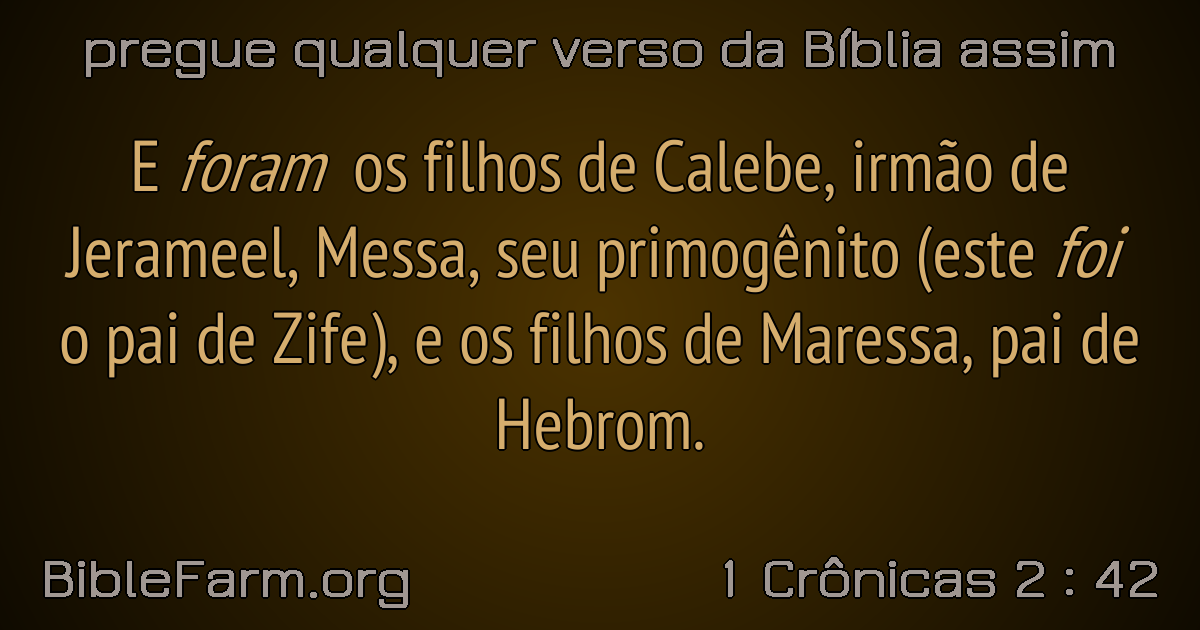 pregue qualquer verso da Bíblia assim
E foram os filhos de Calebe, irmão de
Jerameel, Messa, seu primogênito (este foi
o pai de Zife), e os filhos de Maressa, pai de
Hebrom.
BibleFarm.org
1 Crônicas 2 : 42